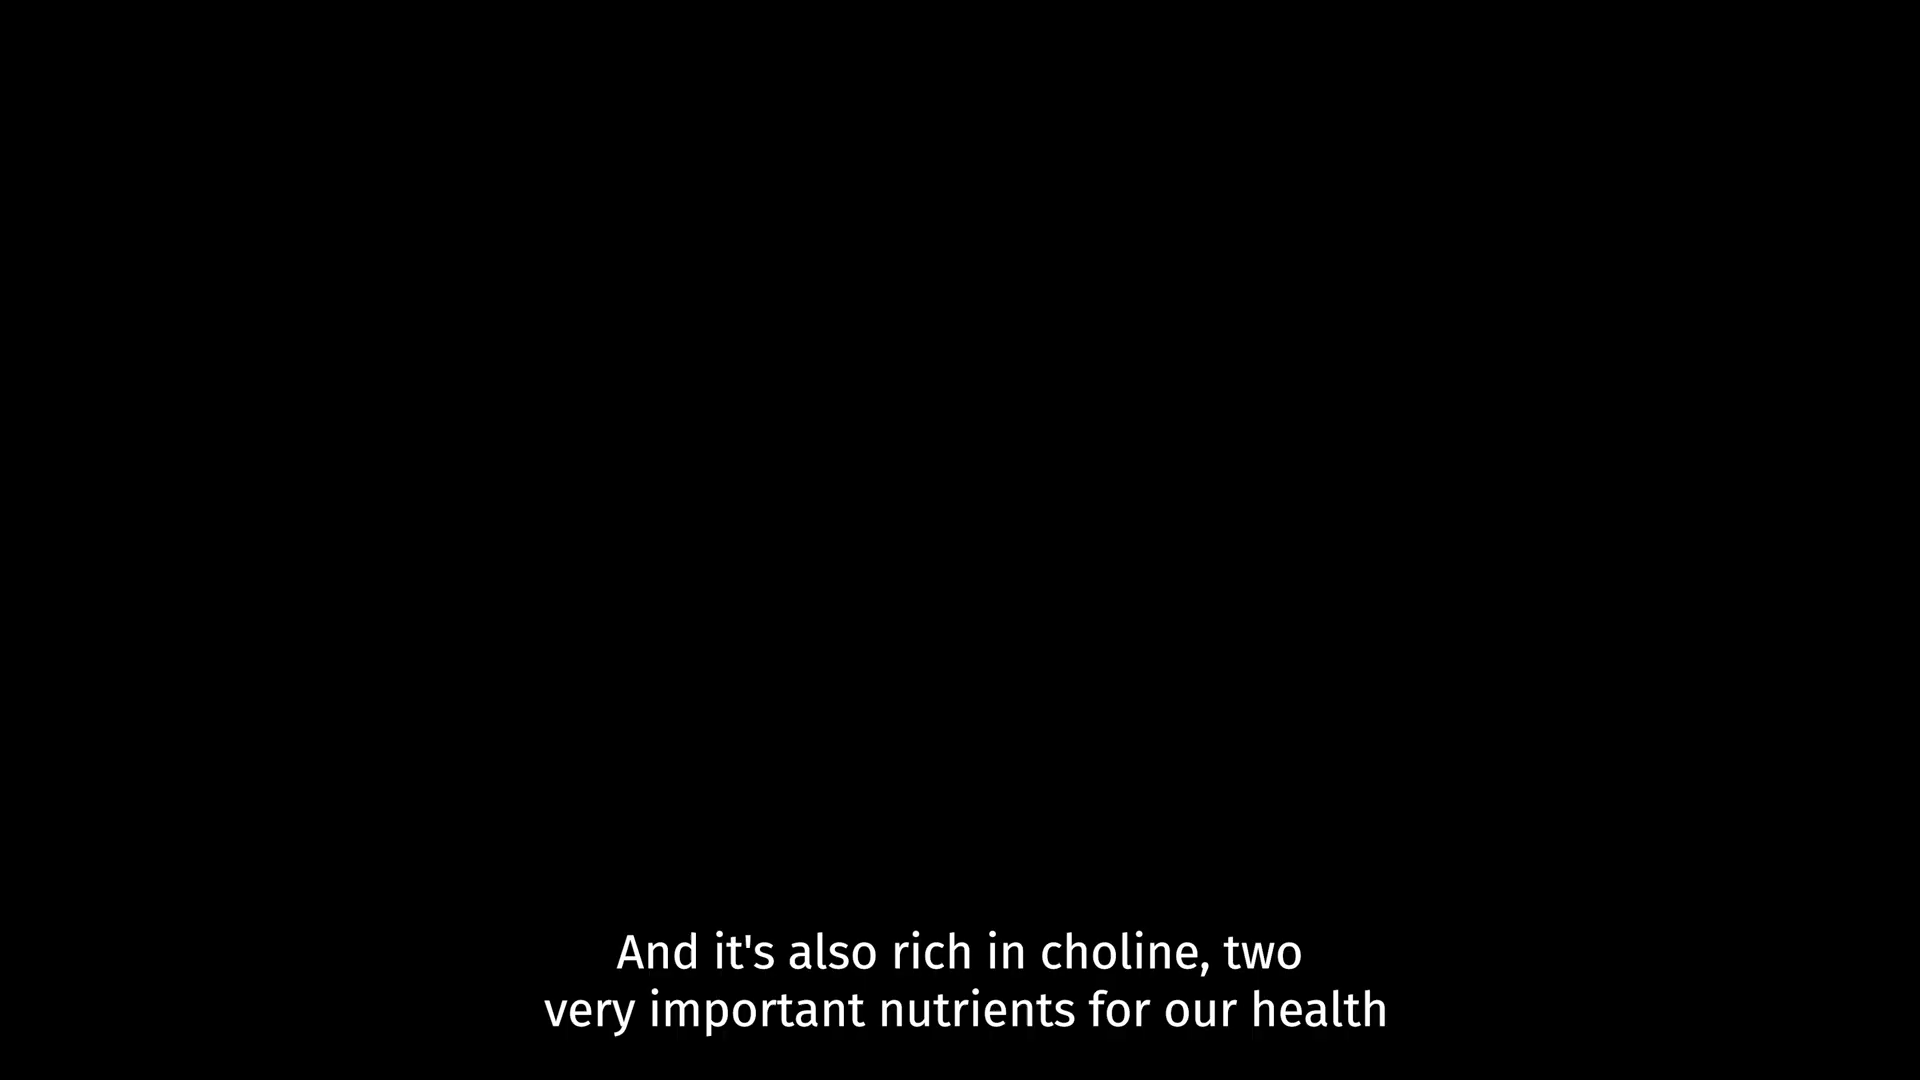 And it's also rich in choline, two
very important nutrients for our health